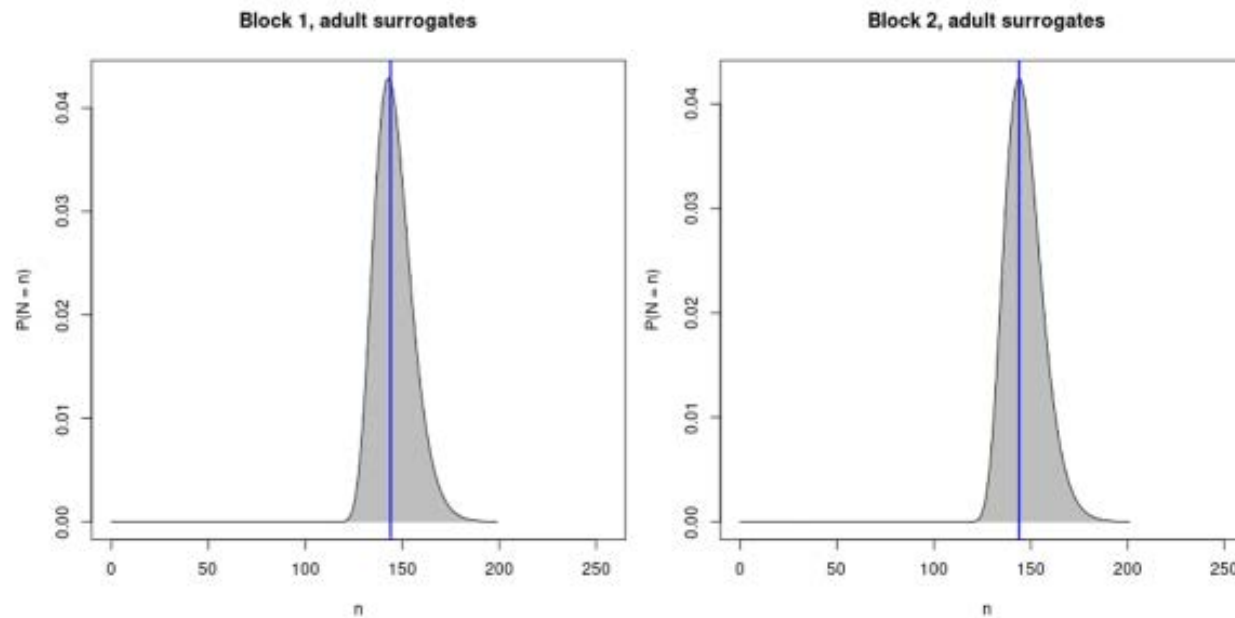 Block 1, adult surrogates
P(N = n)
0.04
0.03
0.02
0.01
0.00
0 50 100 150 200 250
n
Block 2, adult surrogates
P(N = n)
0.04
0.03
0.02
0.01
0.00
0 50 100 150 200 250
n